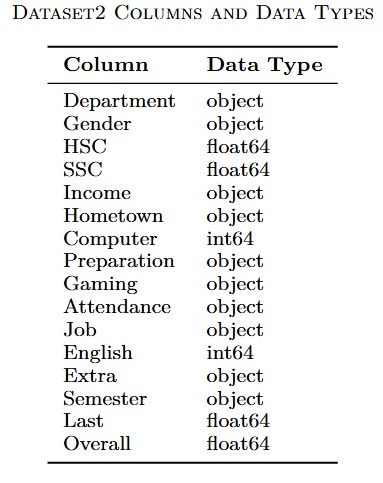 Dataset2 Columns and Data Types
Column Data Type
Department object
Gender object
HSC float64
SSC float64
Income object
Hometown object
Computer int64
Preparation object
Gaming object
Attendance object
Job object
English int64
Extra object
Semester object
Last float64
Overall float64